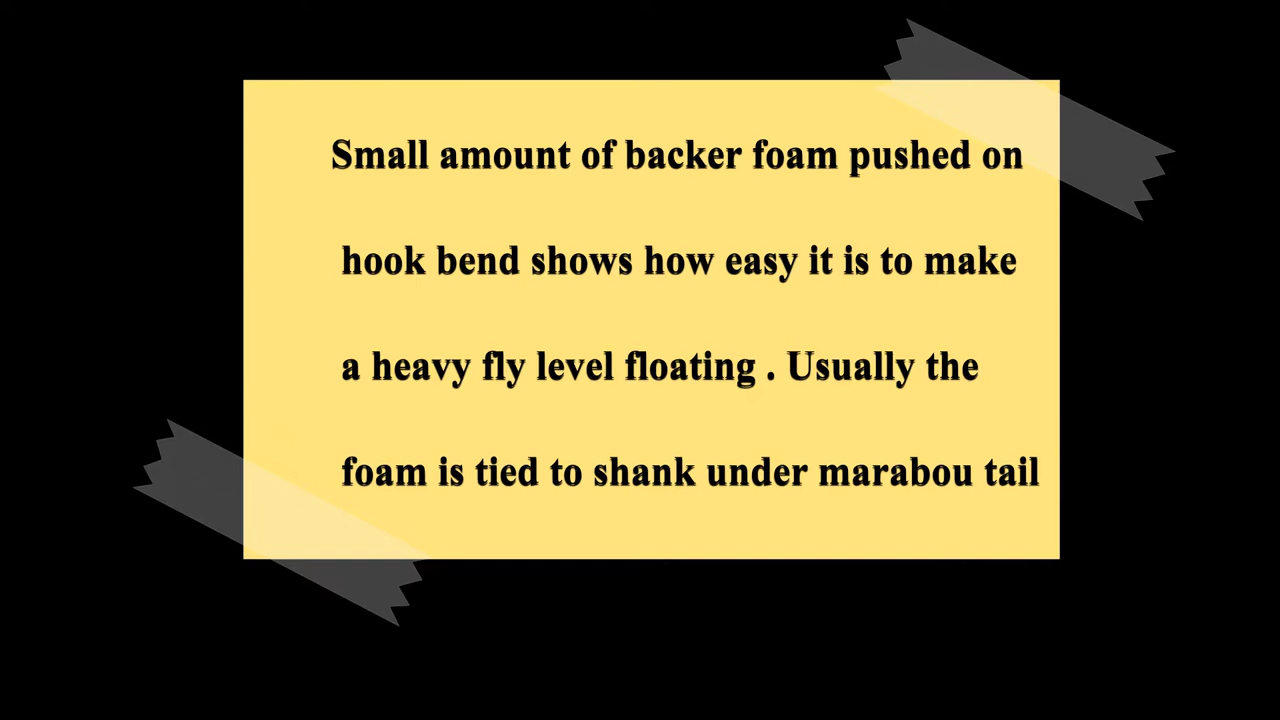 Small amount of backer foam pushed on
hook bend shows how easy it is to make
a heavy fly level floating . Usually the
foam is tied to shank under marabou tail